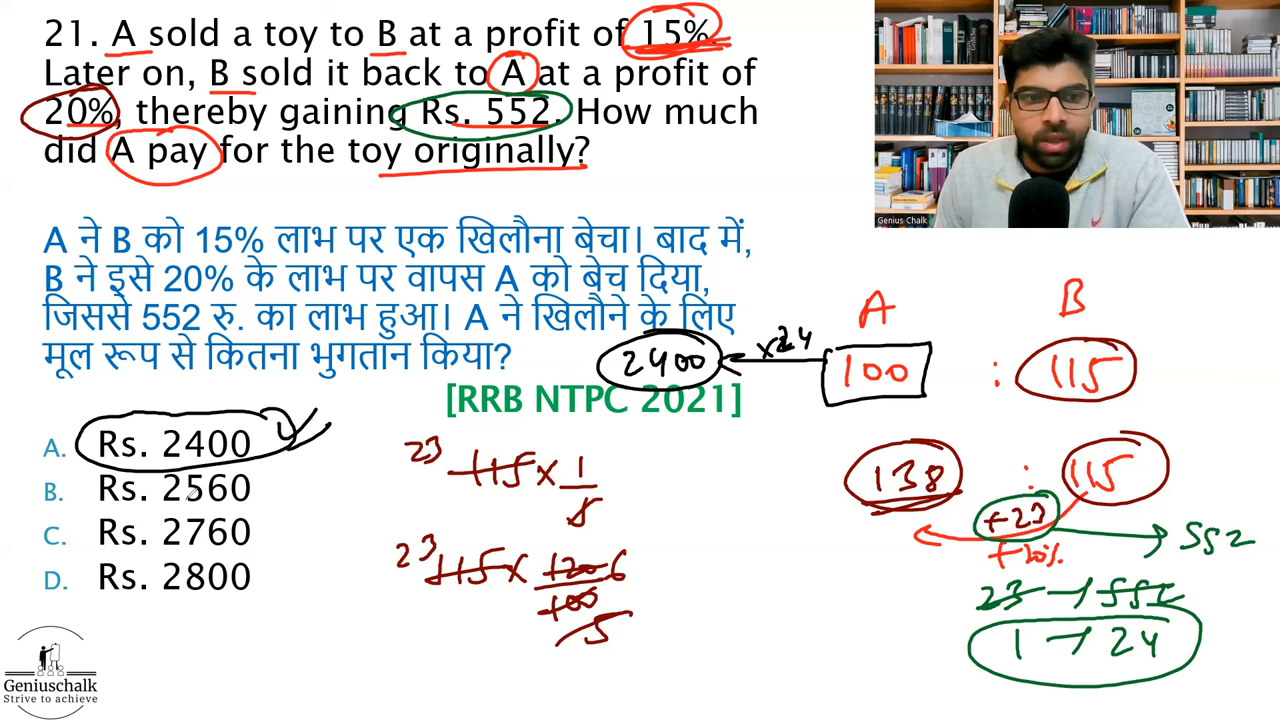 21. A sold a toy to B at a profit of 15%
Later on, B sold it back to A at a profit of
20%, thereby gaining Rs. 552. How much
did A pay for the toy originally?
A ने B को 15% लाभ पर एक खिलौना बेचा। बाद में,
B ने इसे 20% के लाभ पर वापस A को बेच दिया,
जिससे 552 रु. का लाभ हुआ। A ने खिलौने के लिए
मूल रूप से कितना भुगतान किया?
[RRB NTPC 2021]
A. Rs. 2400
B. Rs. 2560
C. Rs. 2760
D. Rs. 2800
Genius Chalk
A B
2400 x24 100 : 115
138 : 115
+23 552
+20%
23 → 552
1 → 24
23 115 x 1
5
23 115 x 120 6
100
5
Geniuschalk
Strive to achieve